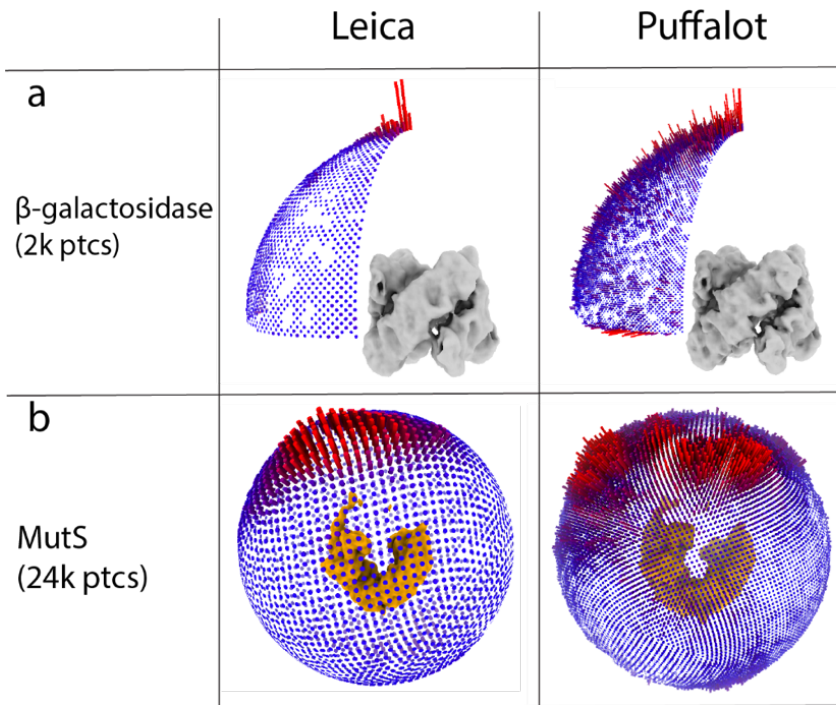 Leica Puffalot
a
β-galactosidase
(2k ptcs)
b
MutS
(24k ptcs)